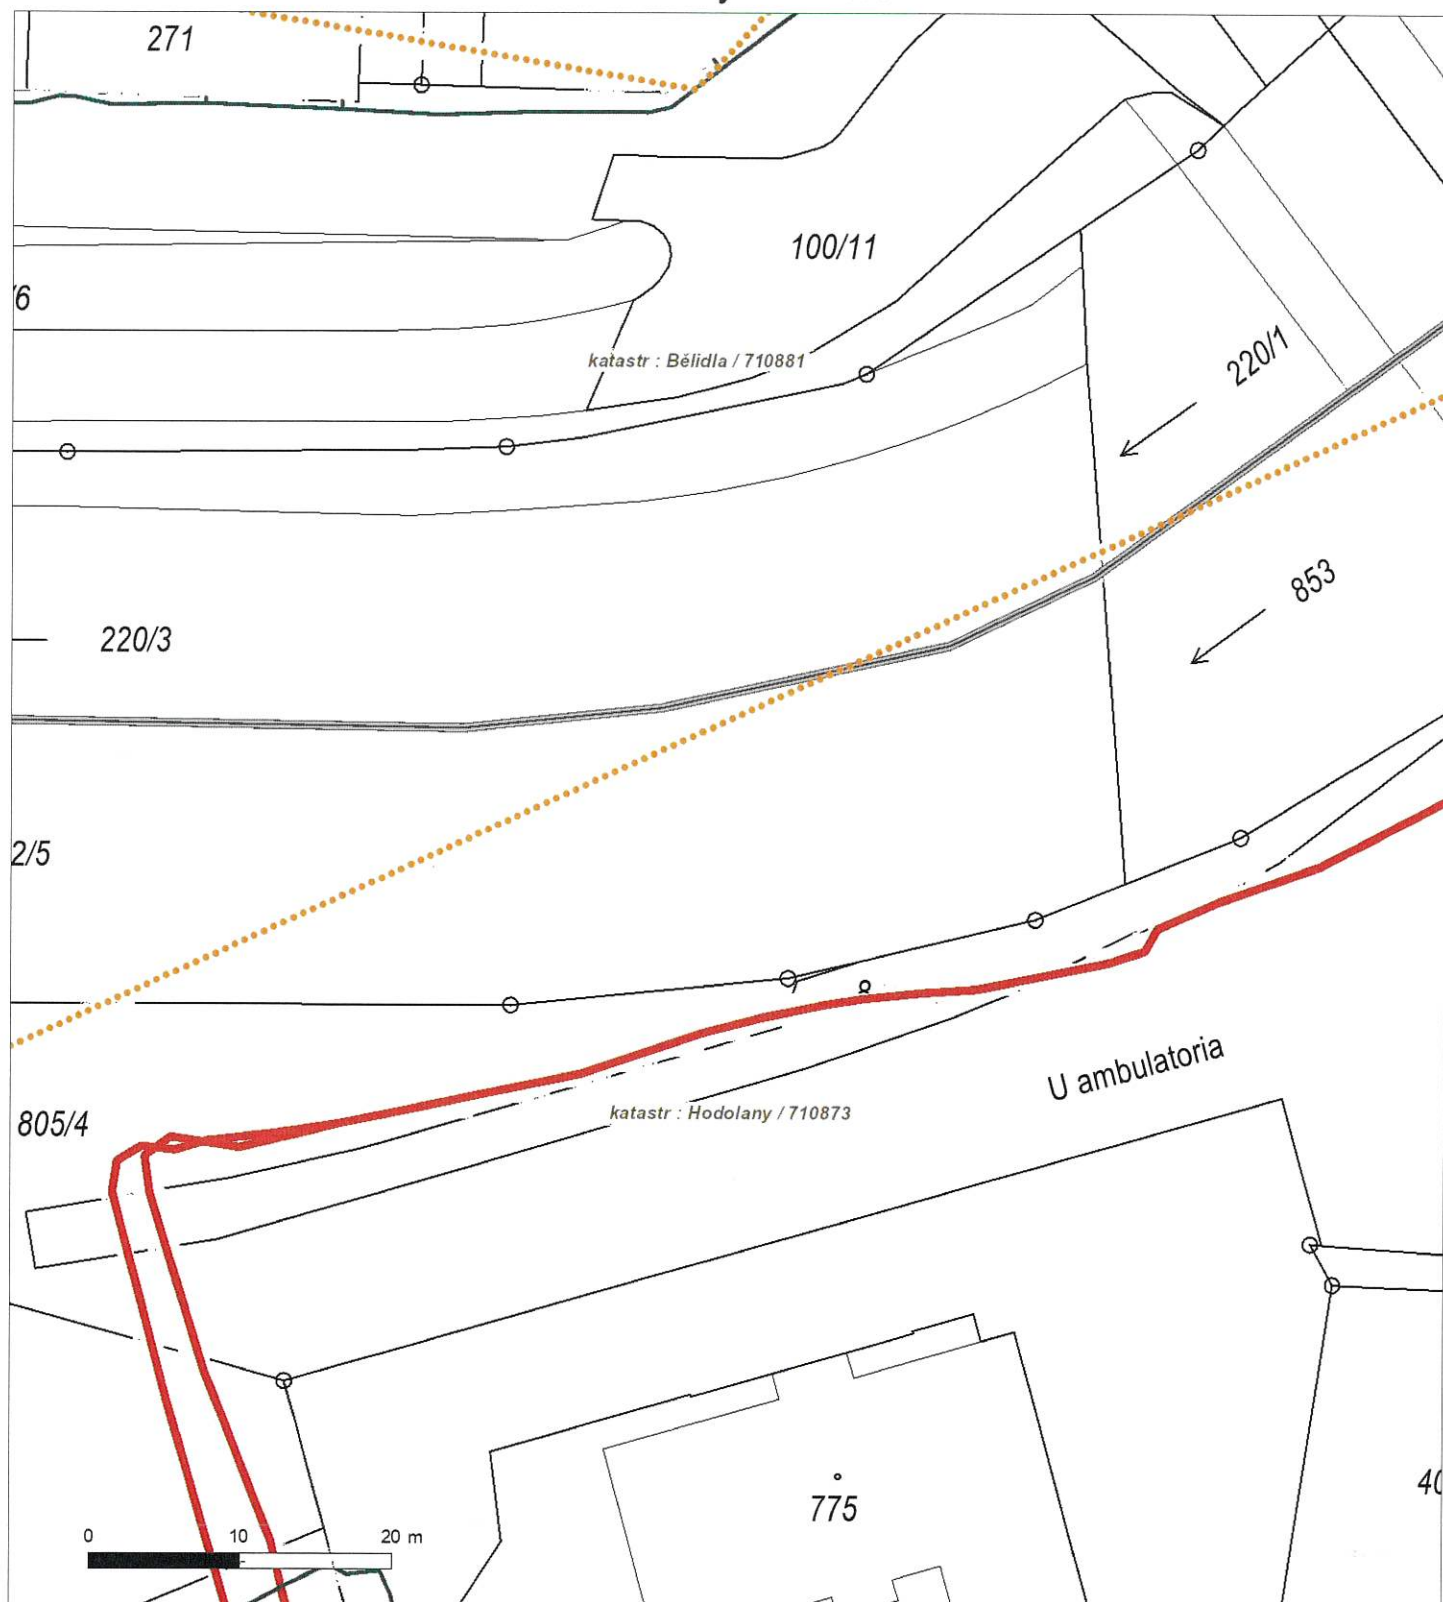 271
100/11
/6
katastr : Bělidla / 710881
220/1
853
220/3
2/5
U ambulatoria
katastr : Hodolany / 710873
805/4
40
775
0 10 20 m